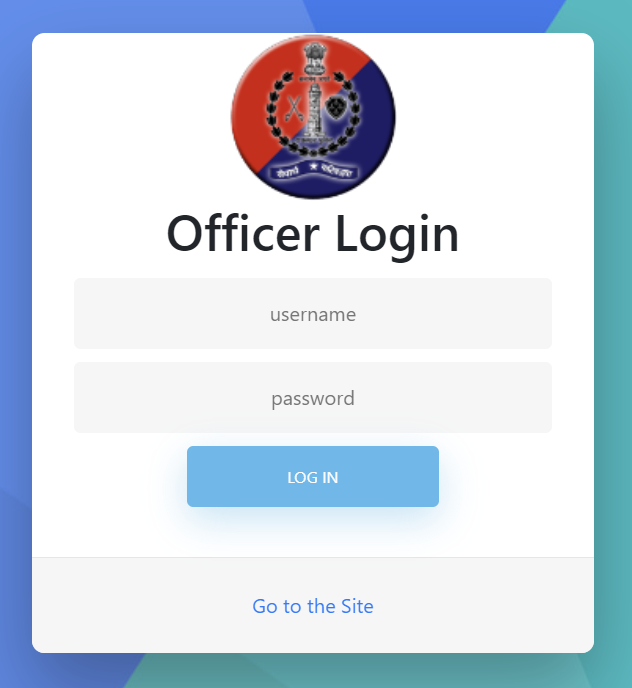 Officer Login
username
password
LOG IN
Go to the Site